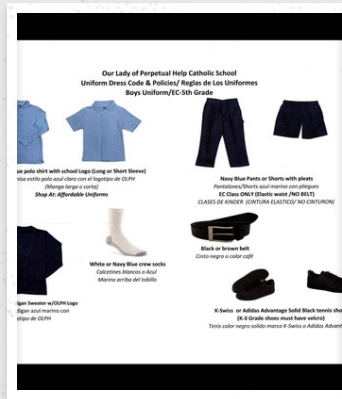 Our Lady of Perpetual Help Catholic School
Uniform Dress Code & Policies/ Reglas de Los Uniformes
Boys Uniform/EC-5th Grade
ue polo shirt with school Logo (Long or Short Sleeve)
misa estilo polo azul claro con el logotipo de OLPH
(Manga larga o corta)
Shop At: Affordable Uniforms
Navy Blue Pants or Shorts with pleats
Pantalones/Shorts azul marino con pliegues
EC Class ONLY (Elastic waist /NO BELT)
CLASES DE KINDER (CINTURA ELASTICO/ NO CINTURON)
White or Navy Blue crew socks
Calcetines blancos o Azul
Marino arriba del tobillo
Black or brown belt
Cinto negro o color café
digan Sweater w/OLPH Logo
digan azul marino con
otipo de OLPH
K-Swiss or Adidas Advantage Solid Black tennis sho
(K-3 Grade shoes must have velcro)
Tenis color negro solido marca K-Swiss o Adidas Advant